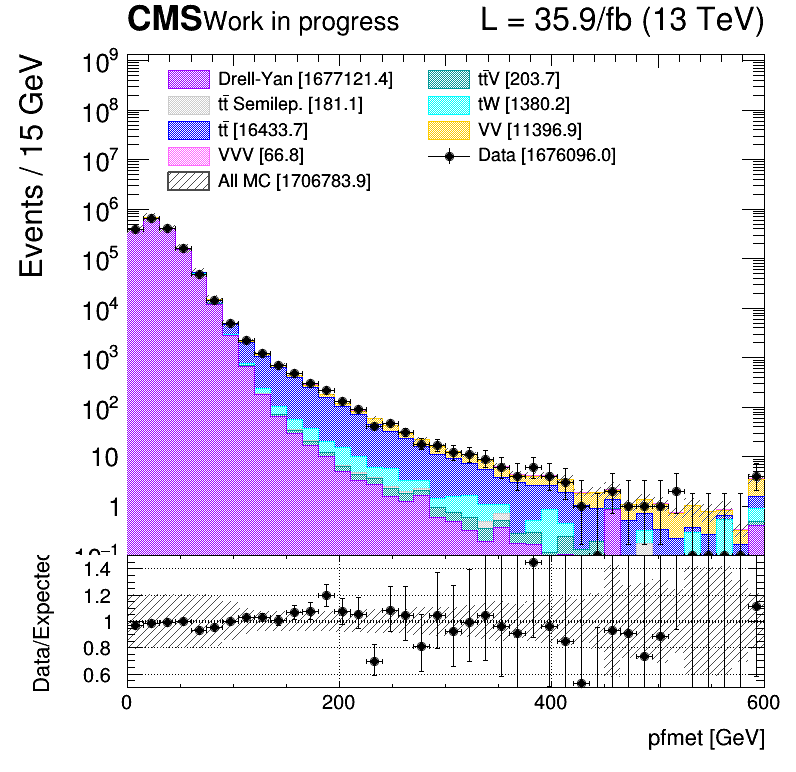 CMS Work in progress L = 35.9/fb (13 TeV)
Events / 15 GeV
Drell-Yan [1677121.4]
tt̄V [203.7]
tt̄ Semilep. [181.1]
tW [1380.2]
tt̄ [16433.7]
VV [11396.9]
VVV [66.8]
Data [1676096.0]
All MC [1706783.9]
10⁹
10⁸
10⁷
10⁶
10⁵
10⁴
10³
10²
10
1
10⁻¹
Data/Expected
1.4
1.2
1
0.8
0.6
0 200 400 600
pfmet [GeV]